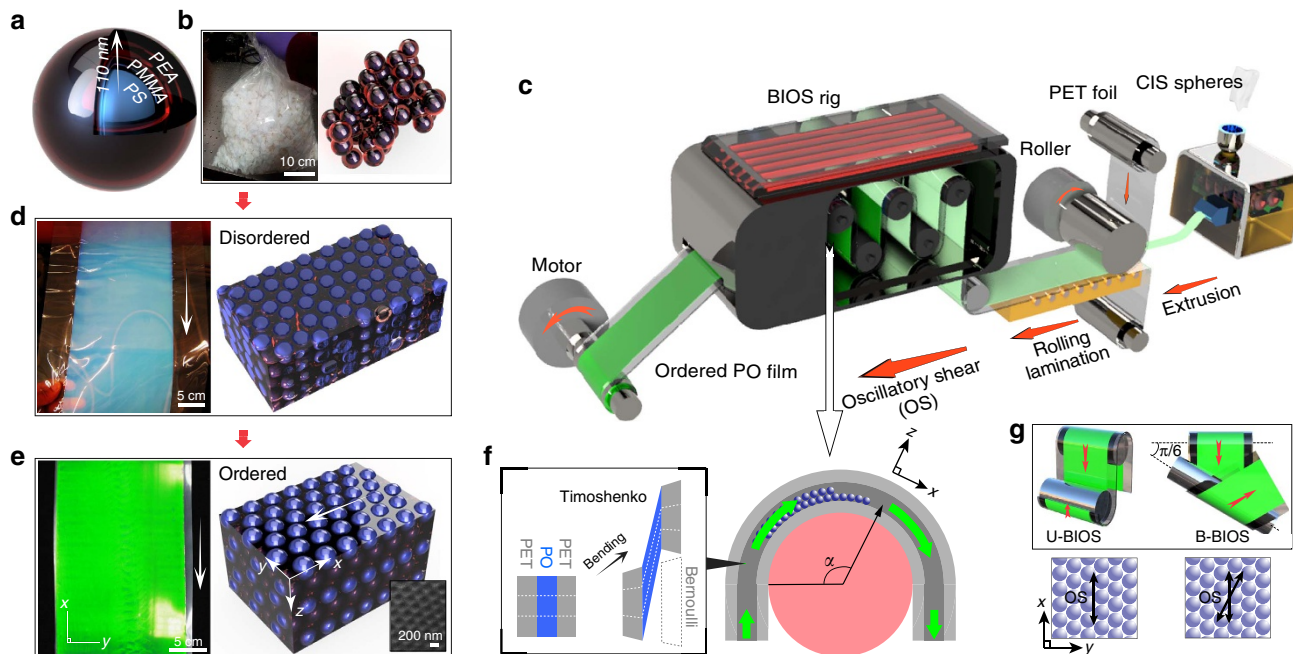 a
110 nm
PEA
PMMA
PS
b
10 cm
c
BIOS rig
PET foil
CIS spheres
Roller
Motor
Extrusion
Rolling
lamination
Ordered PO film
Oscillatory shear
(OS)
d
Disordered
5 cm
e
Ordered
x
y
5 cm
y
x
z
200 nm
f
Timoshenko
PET
PO
PET
Bending
Bernoulli
z
x
α
g
π/6
U-BIOS
B-BIOS
OS
OS
x
y